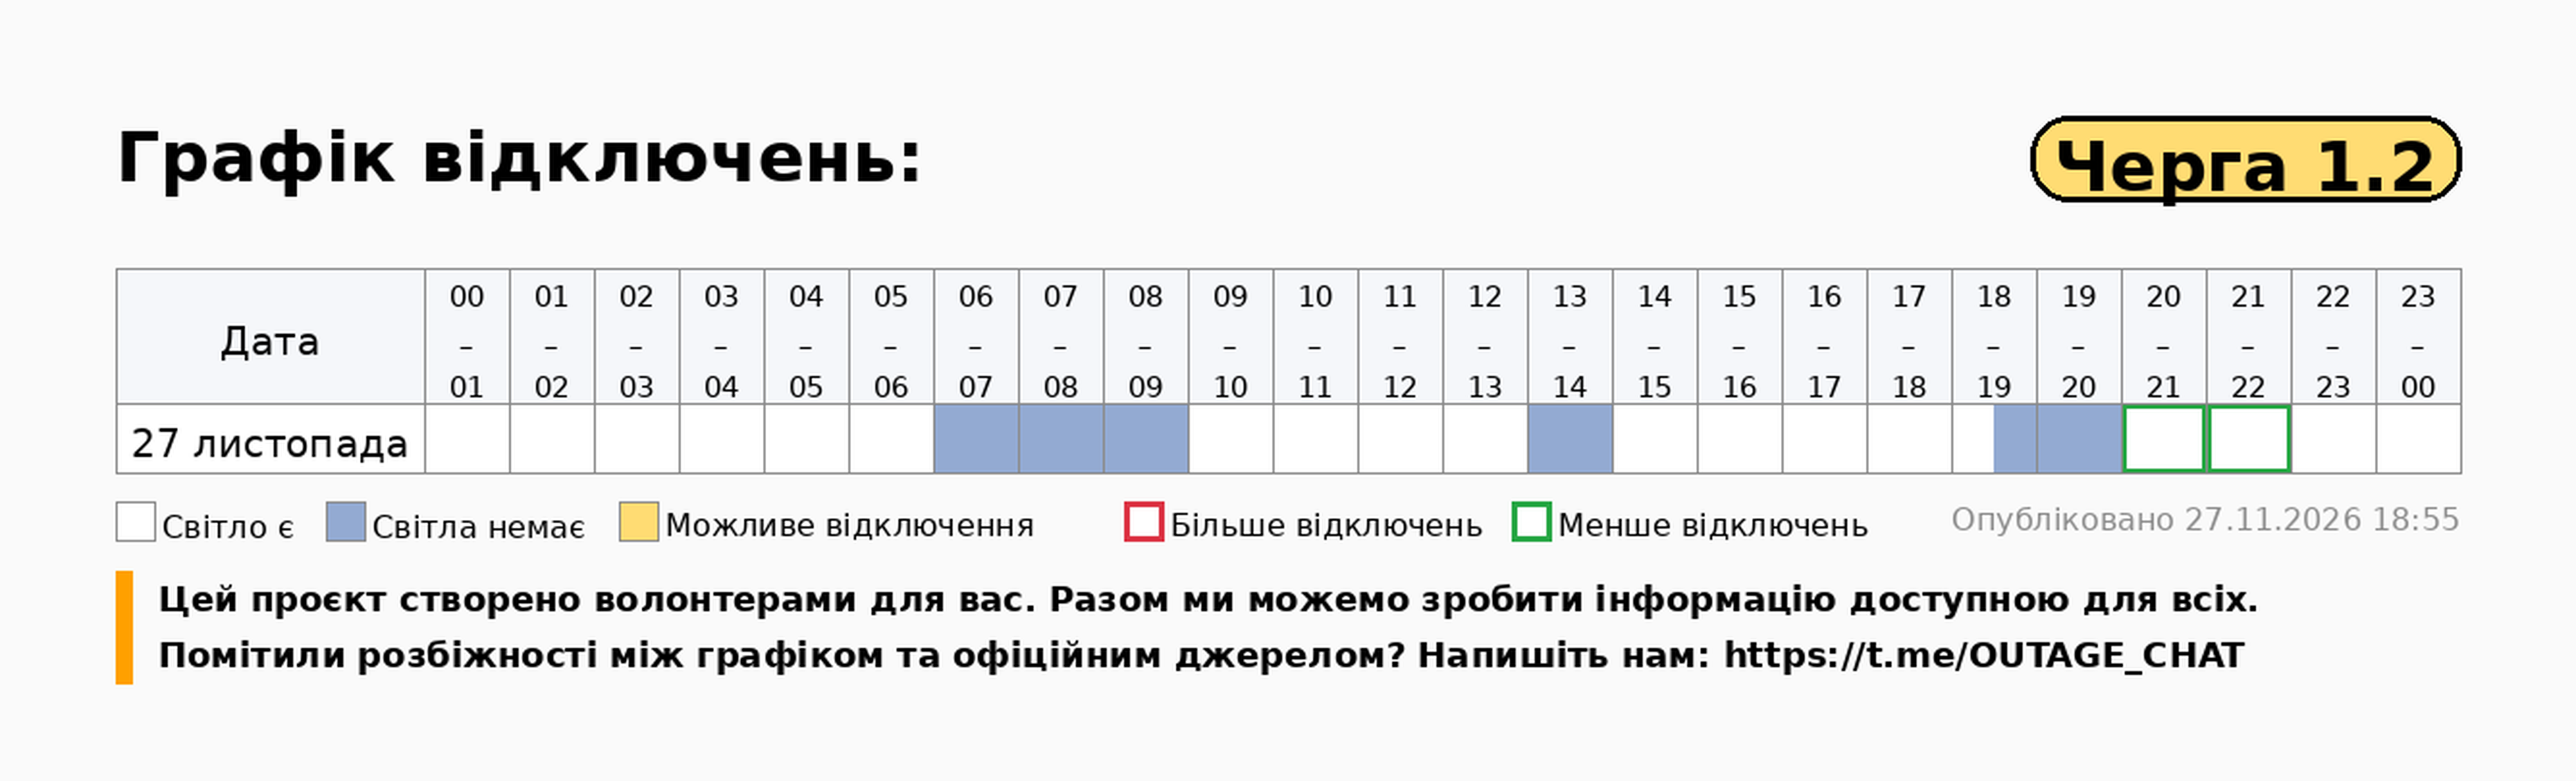 Графік відключень:
Черга 1.2
Дата
00 – 01
01 – 02
02 – 03
03 – 04
04 – 05
05 – 06
06 – 07
07 – 08
08 – 09
09 – 10
10 – 11
11 – 12
12 – 13
13 – 14
14 – 15
15 – 16
16 – 17
17 – 18
18 – 19
19 – 20
20 – 21
21 – 22
22 – 23
23 – 00
27 листопада
Світло є
Світла немає
Можливе відключення
Більше відключень
Менше відключень
Опубліковано 27.11.2026 18:55
Цей проєкт створено волонтерами для вас. Разом ми можемо зробити інформацію доступною для всіх.
Помітили розбіжності між графіком та офіційним джерелом? Напишіть нам: https://t.me/OUTAGE_CHAT